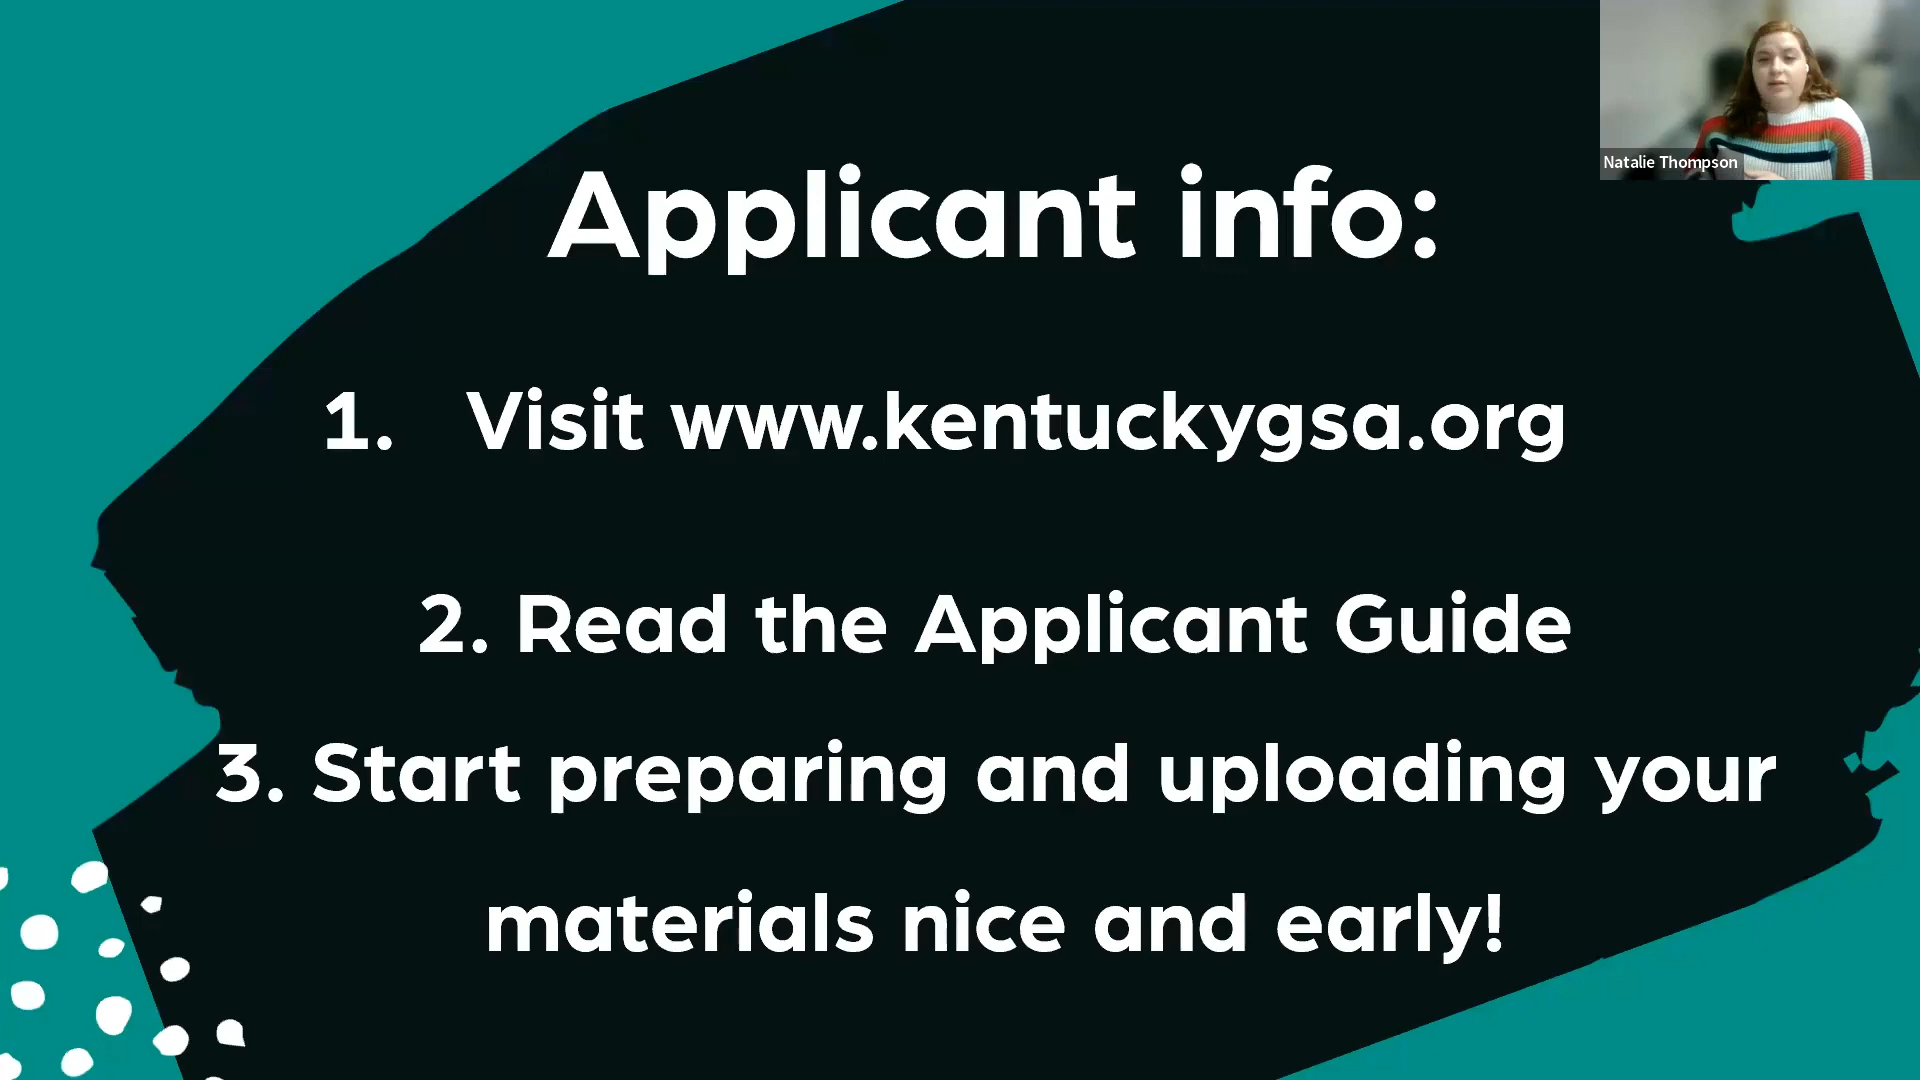 Natalie Thompson
Applicant info:
1. Visit www.kentuckygsa.org
2. Read the Applicant Guide
3. Start preparing and uploading your
materials nice and early!